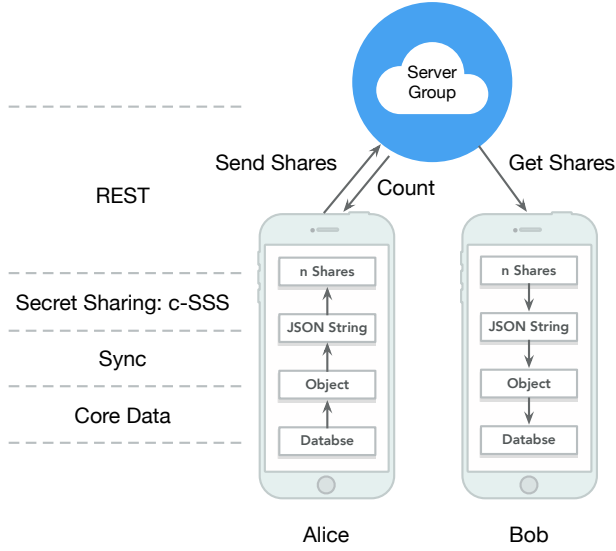 Server
Group
Send Shares
Count
Get Shares
REST
Secret Sharing: c-SSS
Sync
Core Data
n Shares
JSON String
Object
Databse
Alice
n Shares
JSON String
Object
Databse
Bob